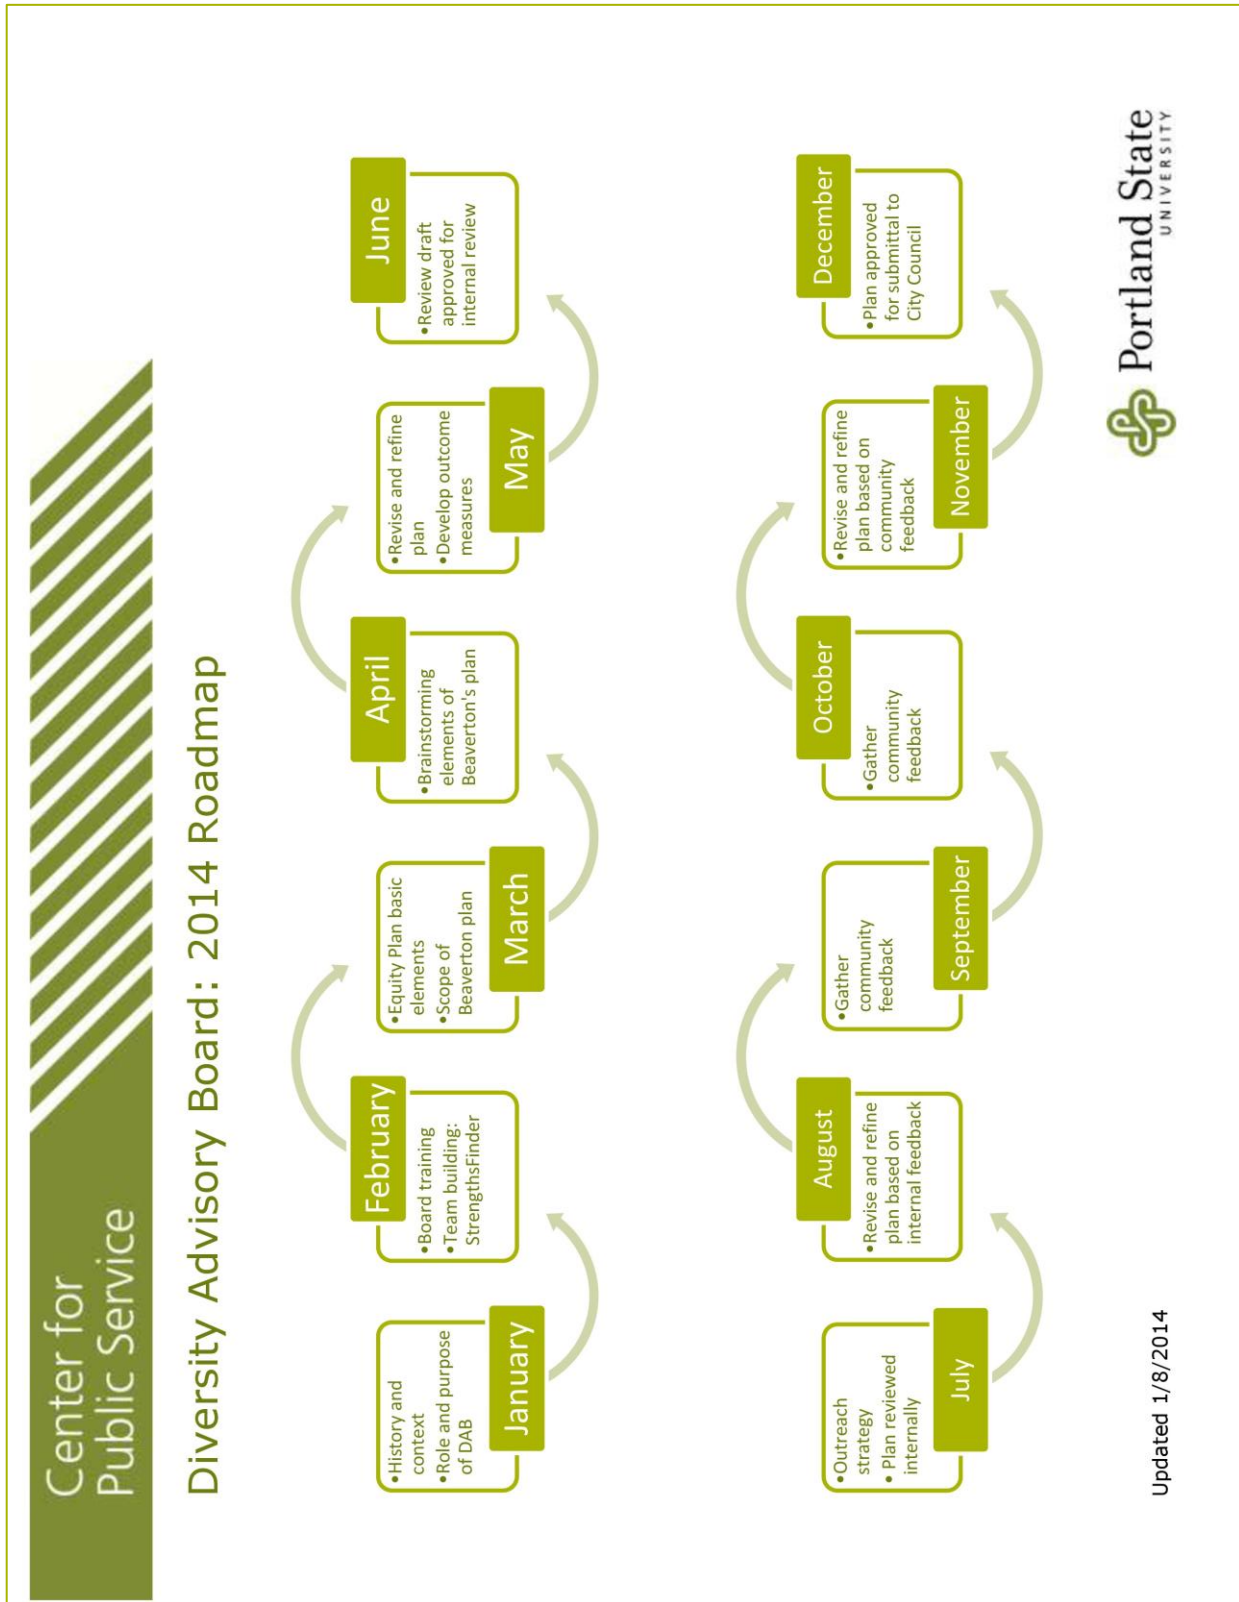 Center for
Public Service
Diversity Advisory Board: 2014 Roadmap
•History and
context
•Role and purpose
of DAB
January
February
•Board training
•Team building:
StrengthsFinder
•Equity Plan basic
elements
•Scope of
Beaverton plan
March
April
•Brainstorming
elements of
Beaverton's plan
•Revise and refine
plan
•Develop outcome
measures
May
June
•Review draft
approved for
internal review
•Outreach
strategy
• Plan reviewed
internally
July
August
•Revise and refine
plan based on
internal feedback
•Gather
community
feedback
September
October
•Gather
community
feedback
•Revise and refine
plan based on
community
feedback
November
December
•Plan approved
for submittal to
City Council
Updated 1/8/2014
Portland State
UNIVERSITY